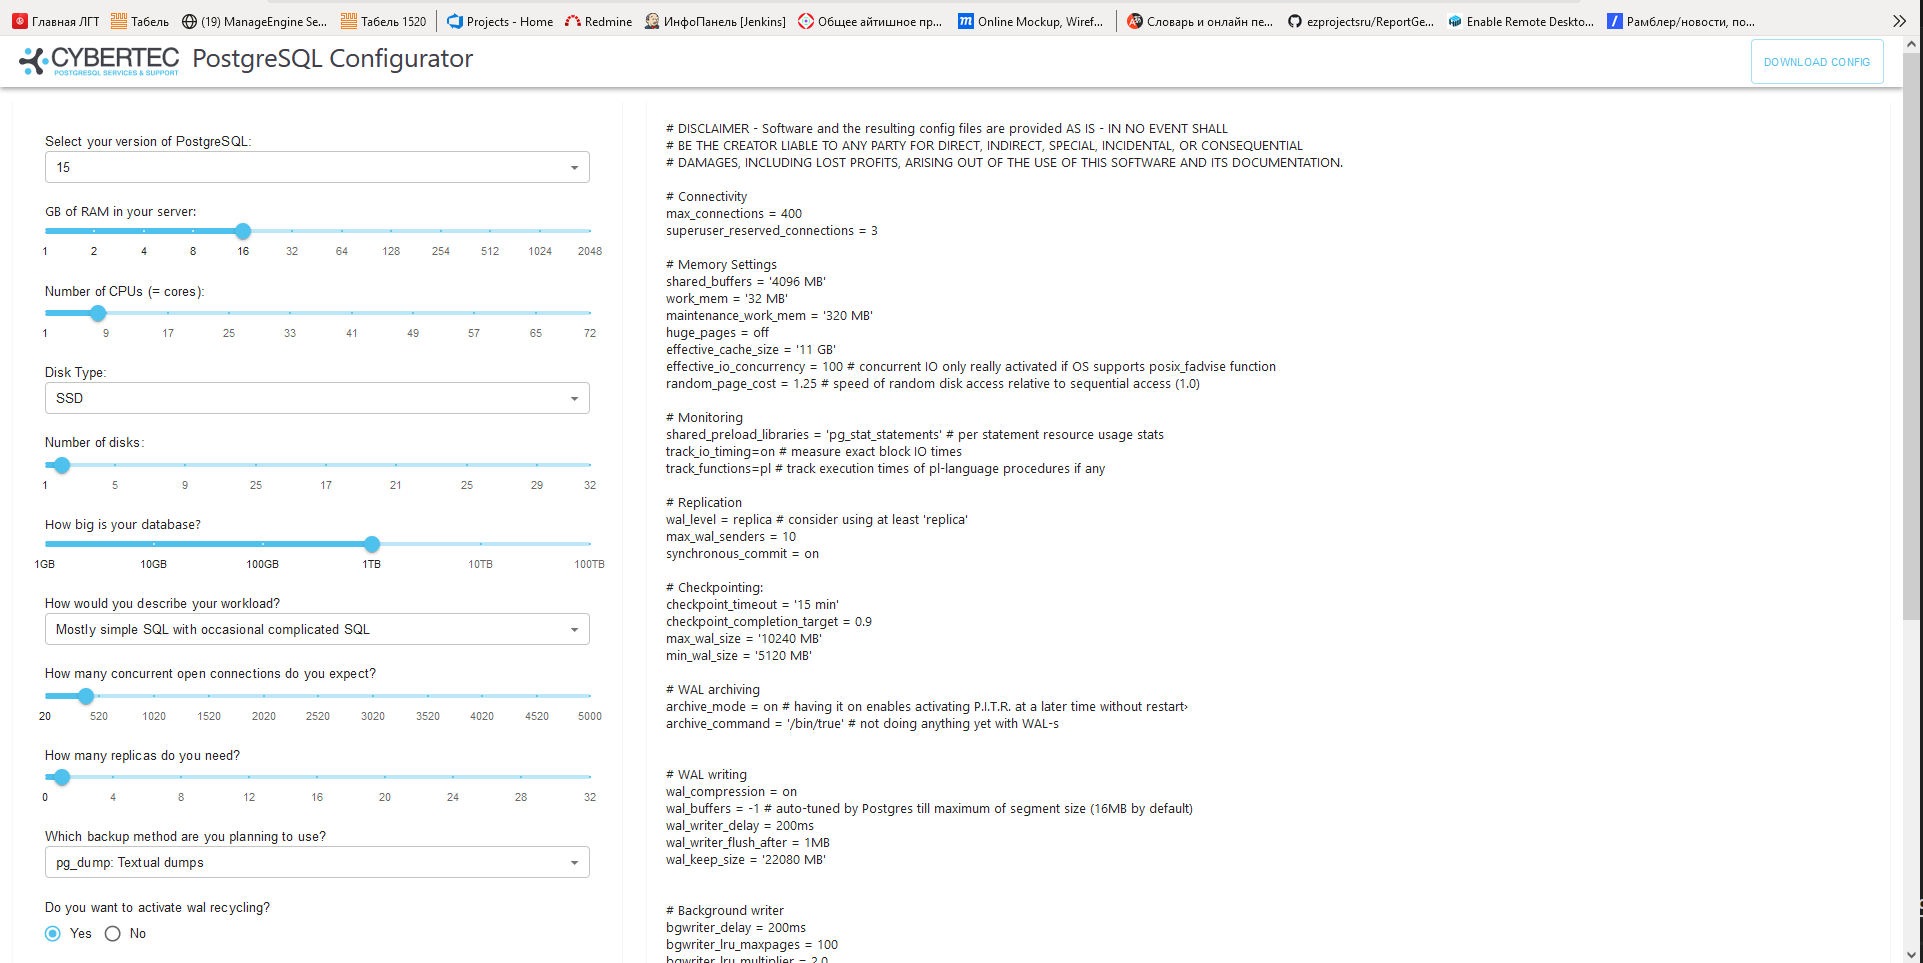 Главная ЛГТ
Табель
(19) ManageEngine Se...
Табель 1520
Projects - Home
Redmine
ИнфоПанель [Jenkins]
Общее айтишное пр...
Online Mockup, Wiref...
Словарь и онлайн пе...
ezprojectsru/ReportGe...
Enable Remote Deskto...
Рамблер/новости, по...
CYBERTEC
POSTGRESQL SERVICES & SUPPORT
PostgreSQL Configurator
DOWNLOAD CONFIG
Select your version of PostgreSQL:
15
GB of RAM in your server:
1 2 4 8 16 32 64 128 254 512 1024 2048
Number of CPUs (= cores):
1 9 17 25 33 41 49 57 65 72
Disk Type:
SSD
Number of disks:
1 5 9 25 17 21 25 29 32
How big is your database?
1GB 10GB 100GB 1TB 10TB 100TB
How would you describe your workload?
Mostly simple SQL with occasional complicated SQL
How many concurrent open connections do you expect?
20 520 1020 1520 2020 2520 3020 3520 4020 4520 5000
How many replicas do you need?
0 4 8 12 16 20 24 28 32
Which backup method are you planning to use?
pg_dump: Textual dumps
Do you want to activate wal recycling?
Yes No
# DISCLAIMER - Software and the resulting config files are provided AS IS - IN NO EVENT SHALL
# BE THE CREATOR LIABLE TO ANY PARTY FOR DIRECT, INDIRECT, SPECIAL, INCIDENTAL, OR CONSEQUENTIAL
# DAMAGES, INCLUDING LOST PROFITS, ARISING OUT OF THE USE OF THIS SOFTWARE AND ITS DOCUMENTATION.
# Connectivity
max_connections = 400
superuser_reserved_connections = 3
# Memory Settings
shared_buffers = '4096 MB'
work_mem = '32 MB'
maintenance_work_mem = '320 MB'
huge_pages = off
effective_cache_size = '11 GB'
effective_io_concurrency = 100 # concurrent IO only really activated if OS supports posix_fadvise function
random_page_cost = 1.25 # speed of random disk access relative to sequential access (1.0)
# Monitoring
shared_preload_libraries = 'pg_stat_statements' # per statement resource usage stats
track_io_timing=on # measure exact block IO times
track_functions=pl # track execution times of pl-language procedures if any
# Replication
wal_level = replica # consider using at least 'replica'
max_wal_senders = 10
synchronous_commit = on
# Checkpointing:
checkpoint_timeout = '15 min'
checkpoint_completion_target = 0.9
max_wal_size = '10240 MB'
min_wal_size = '5120 MB'
# WAL archiving
archive_mode = on # having it on enables activating P.I.T.R. at a later time without restart›
archive_command = '/bin/true' # not doing anything yet with WAL-s
# WAL writing
wal_compression = on
wal_buffers = -1 # auto-tuned by Postgres till maximum of segment size (16MB by default)
wal_writer_delay = 200ms
wal_writer_flush_after = 1MB
wal_keep_size = '22080 MB'
# Background writer
bgwriter_delay = 200ms
bgwriter_lru_maxpages = 100
bgwriter_lru_multiplier = 2.0